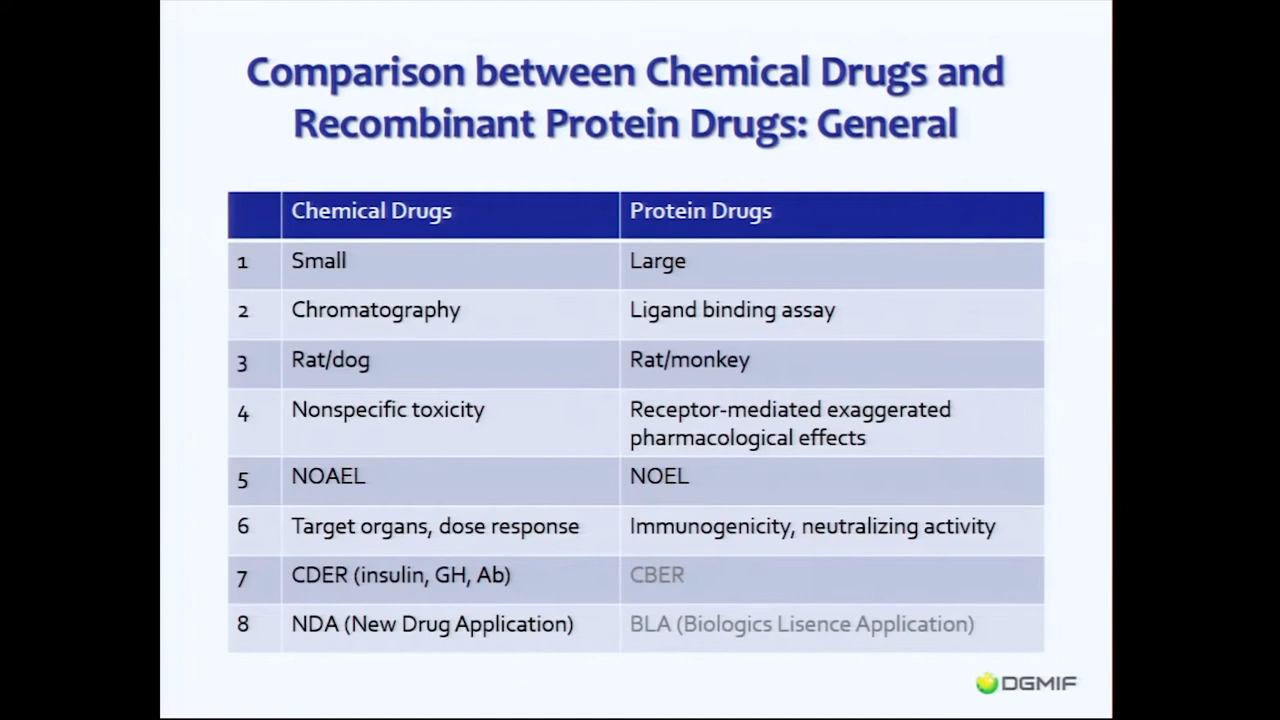 Comparison between Chemical Drugs and
Recombinant Protein Drugs: General
Chemical Drugs Protein Drugs
1 Small Large
2 Chromatography Ligand binding assay
3 Rat/dog Rat/monkey
4 Nonspecific toxicity Receptor-mediated exaggerated
pharmacological effects
5 NOAEL NOEL
6 Target organs, dose response Immunogenicity, neutralizing activity
7 CDER (insulin, GH, Ab) CBER
8 NDA (New Drug Application) BLA (Biologics Lisence Application)
DGMIF